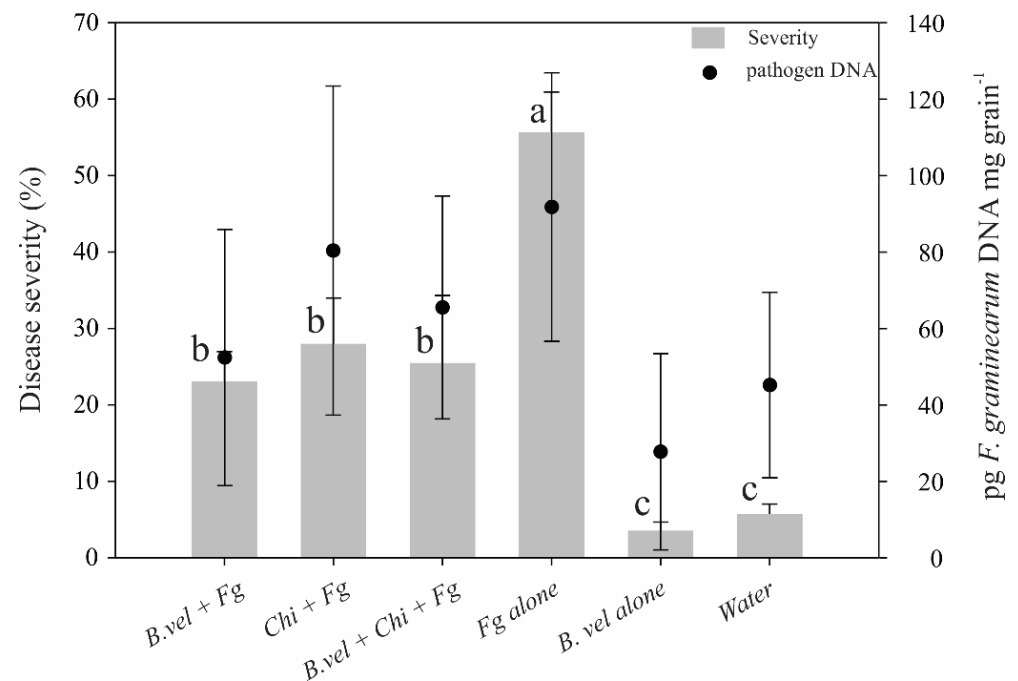 70
60
50
40
30
20
10
0
Disease severity (%)
140
120
100
80
60
40
20
0
pg F. graminearum DNA mg grain-1
Severity
pathogen DNA
b
b
b
a
c
c
B.vel + Fg
Chi + Fg
B.vel + Chi + Fg
Fg alone
B. vel alone
Water